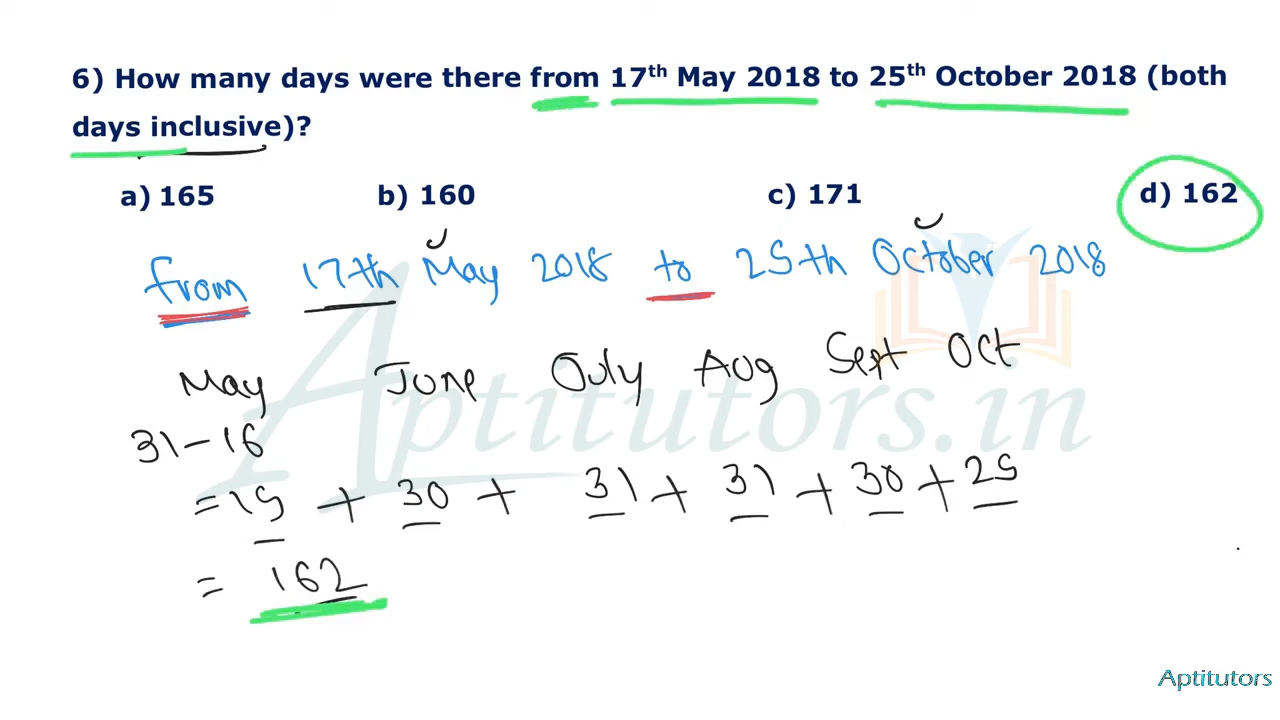 6) How many days were there from 17th May 2018 to 25th October 2018 (both
days inclusive)?
a) 165 b) 160 c) 171 d) 162
from 17th May 2018 to 25th October 2018
May June July Aug Sept Oct
Aptitutors.in
31-16
=15 + 30 + 31 + 31 + 30 + 25
= 162
Aptitutors